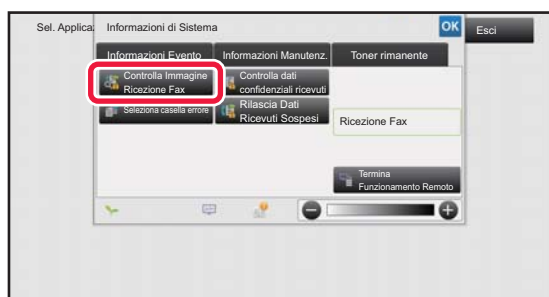 Sel. Applica
Informazioni di Sistema
OK
Esci
Informazioni Evento
Informazioni Manutenz.
Toner rimanente
Controlla Immagine
Ricezione Fax
Controlla dati
confidenziali ricevuti
Seleziona casella errore
Rilascia Dati
Ricevuti Sospesi
Ricezione Fax
Termina
Funzionamento Remoto